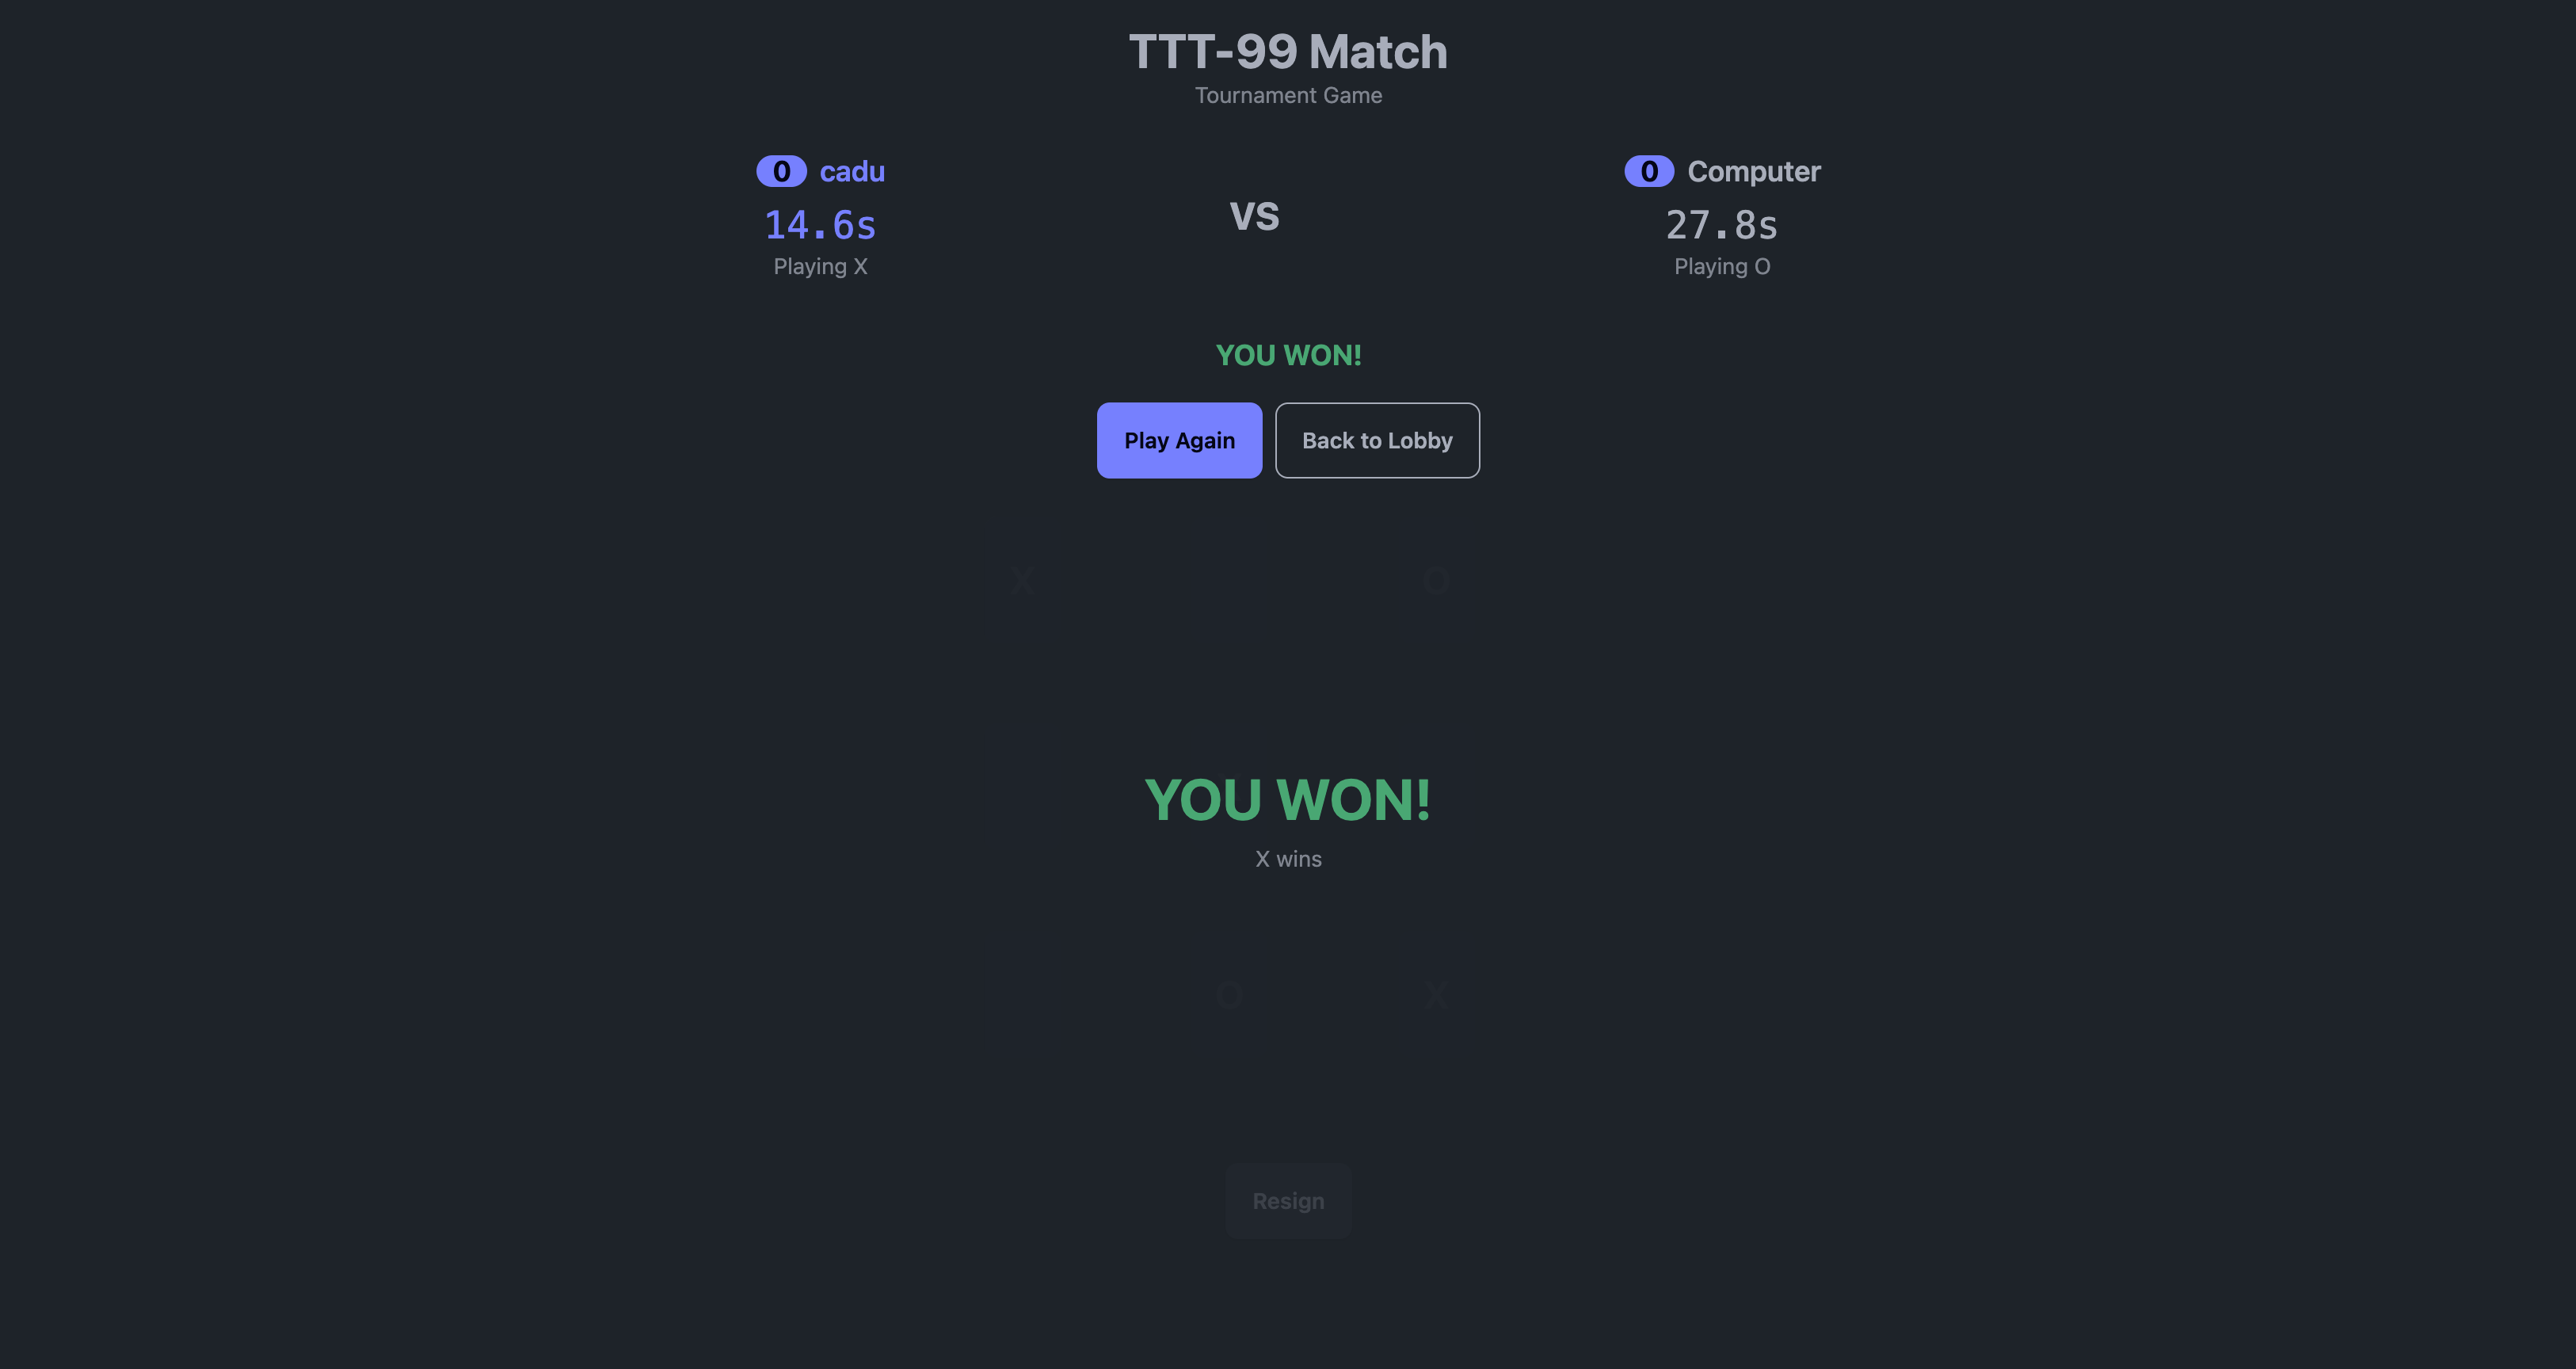 TTT-99 Match
Tournament Game
0 cadu
14.6s
Playing X
VS
0 Computer
27.8s
Playing O
YOU WON!
Play Again Back to Lobby
X O
YOU WON!
X wins
O X
Resign